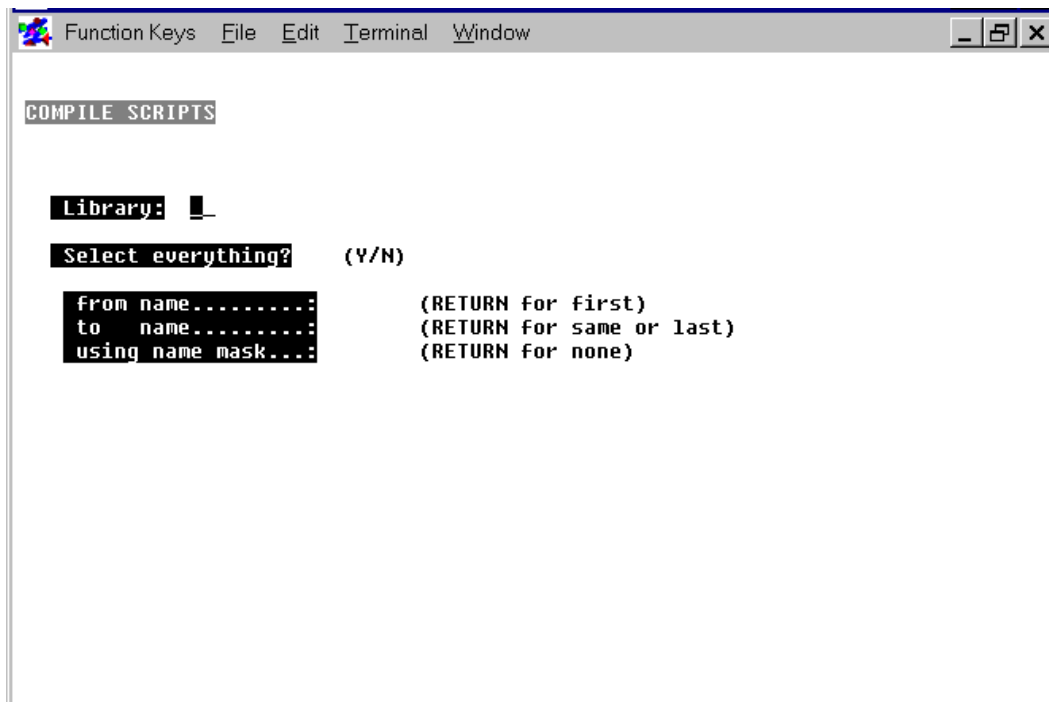 Function Keys File Edit Terminal Window
COMPILE SCRIPTS
Library:
Select everything? (Y/N)
from name.........: (RETURN for first)
to   name.........: (RETURN for same or last)
using name mask...: (RETURN for none)